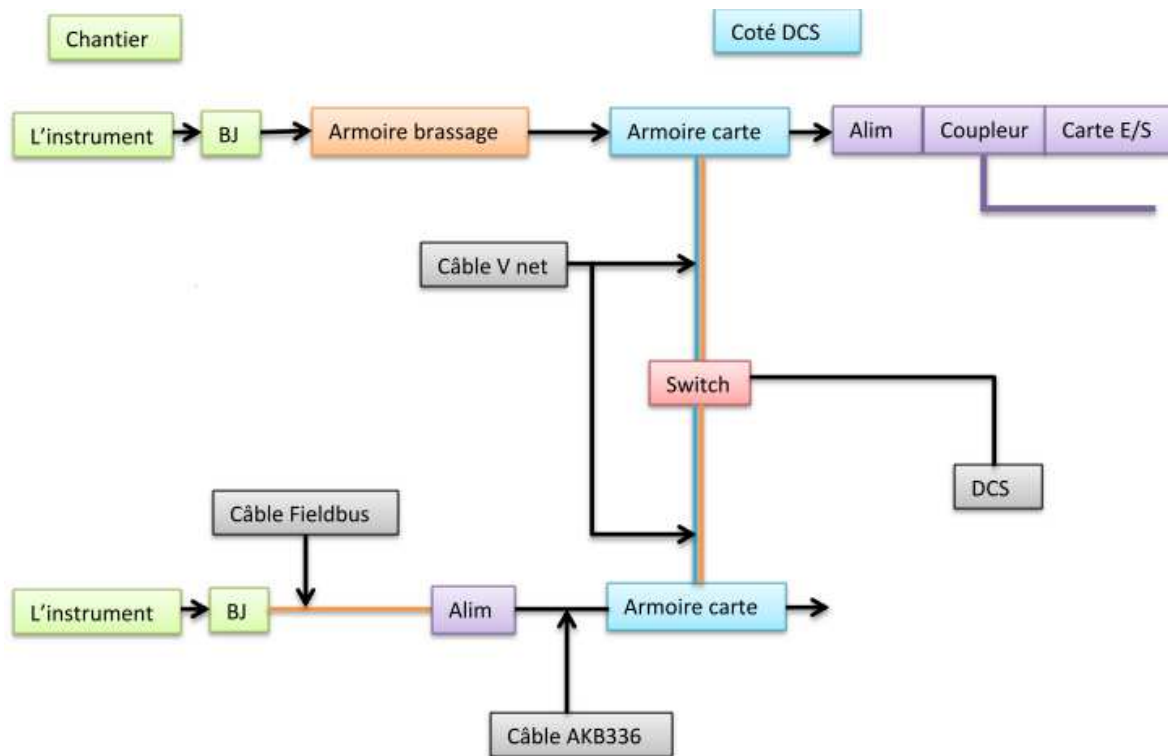 Chantier
Coté DCS
L'instrument
BJ
Armoire brassage
Armoire carte
Alim
Coupleur
Carte E/S
Câble V net
Switch
DCS
Câble Fieldbus
L'instrument
BJ
Alim
Armoire carte
Câble AKB336